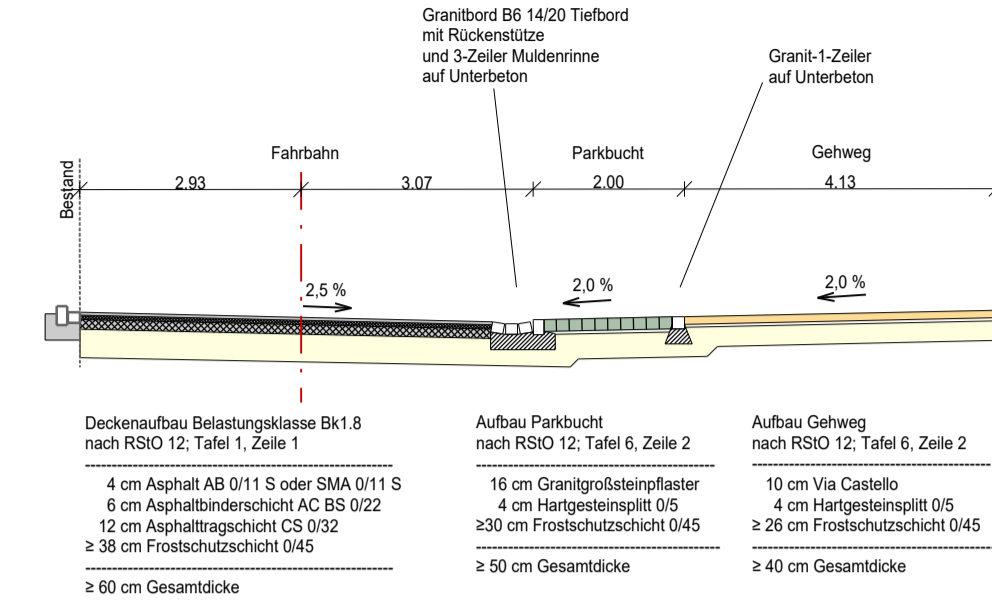 Granitbord B6 14/20 Tiefbord
mit Rückenstütze
und 3-Zeiler Muldenrinne
auf Unterbeton
Granit-1-Zeiler
auf Unterbeton
Fahrbahn
Parkbucht
Gehweg
Bestand
2.93
3.07
2.00
4.13
2,5 %
2,0 %
2,0 %
Deckenaufbau Belastungsklasse Bk1.8
nach RStO 12; Tafel 1, Zeile 1
4 cm Asphalt AB 0/11 S oder SMA 0/11 S
6 cm Asphaltbinderschicht AC BS 0/22
12 cm Asphalttragschicht CS 0/32
≥ 38 cm Frostschutzschicht 0/45
≥ 60 cm Gesamtdicke
Aufbau Parkbucht
nach RStO 12; Tafel 6, Zeile 2
16 cm Granitgroßsteinpflaster
4 cm Hartgesteinsplitt 0/5
≥30 cm Frostschutzschicht 0/45
≥ 50 cm Gesamtdicke
Aufbau Gehweg
nach RStO 12; Tafel 6, Zeile 2
10 cm Via Castello
4 cm Hartgesteinsplitt 0/5
≥ 26 cm Frostschutzschicht 0/45
≥ 40 cm Gesamtdicke